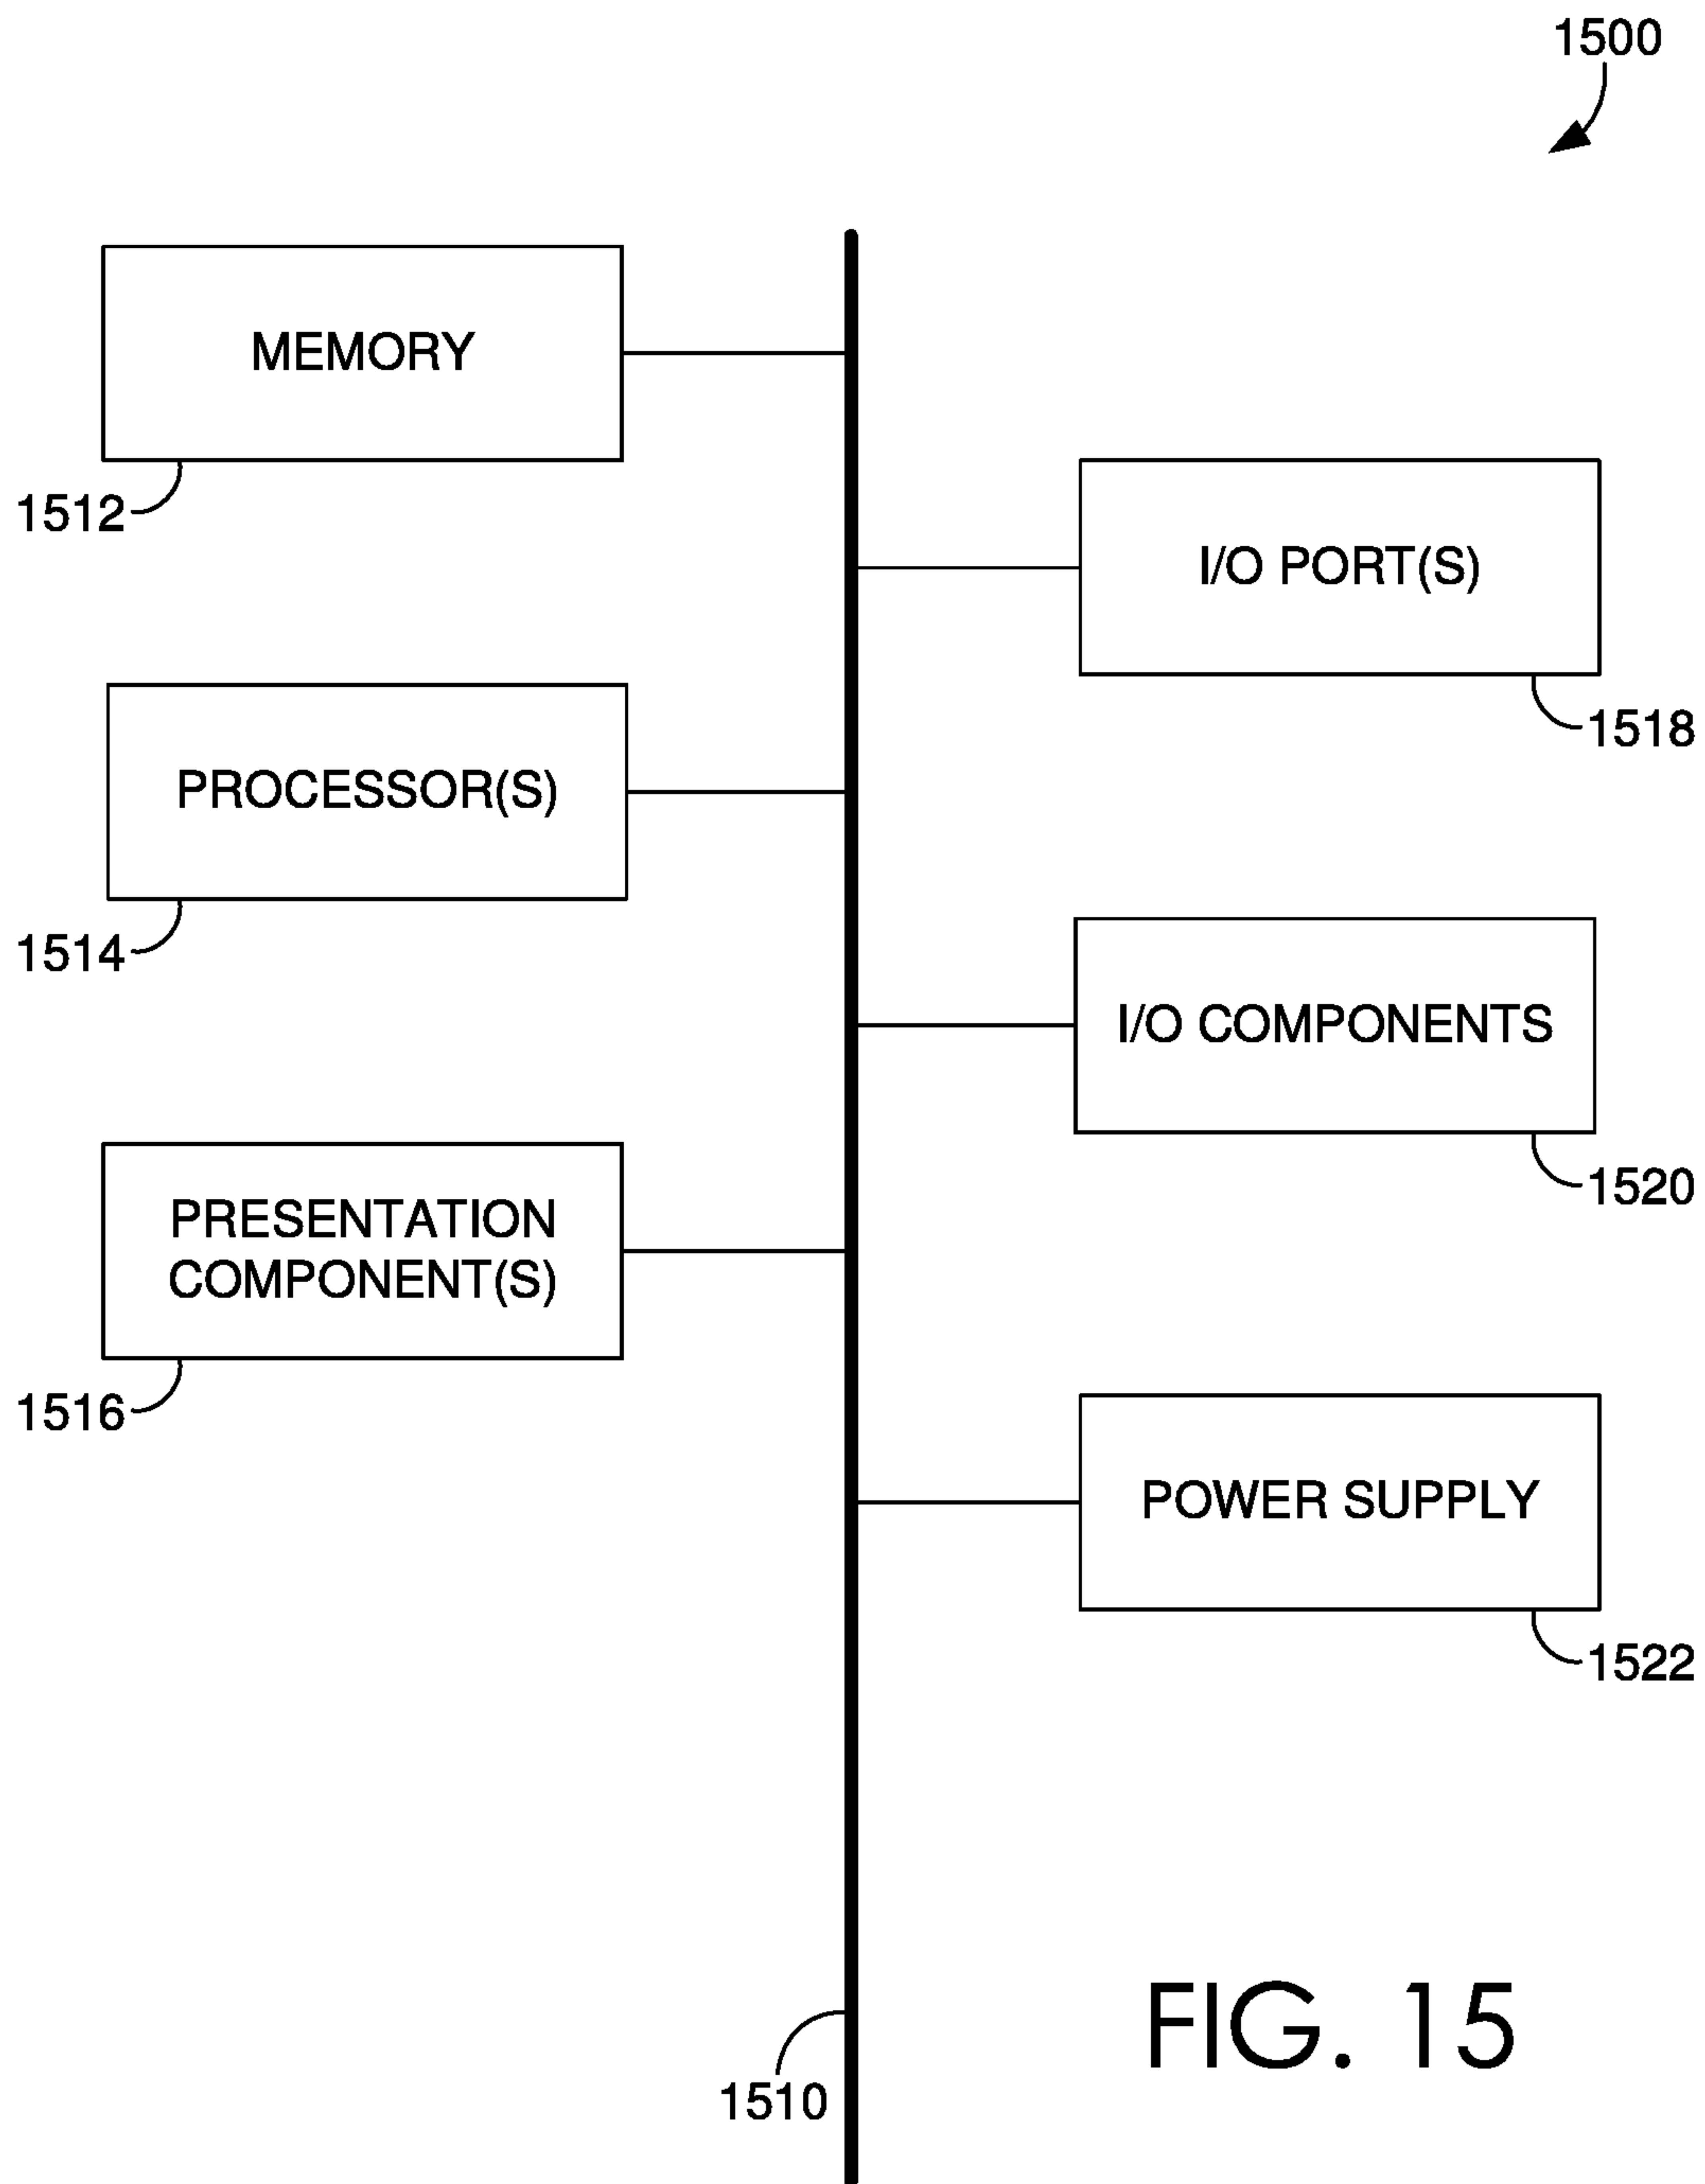 1500
MEMORY
1512
I/O PORT(S)
1518
PROCESSOR(S)
1514
I/O COMPONENTS
1520
PRESENTATION
COMPONENT(S)
1516
POWER SUPPLY
1522
1510
FIG. 15